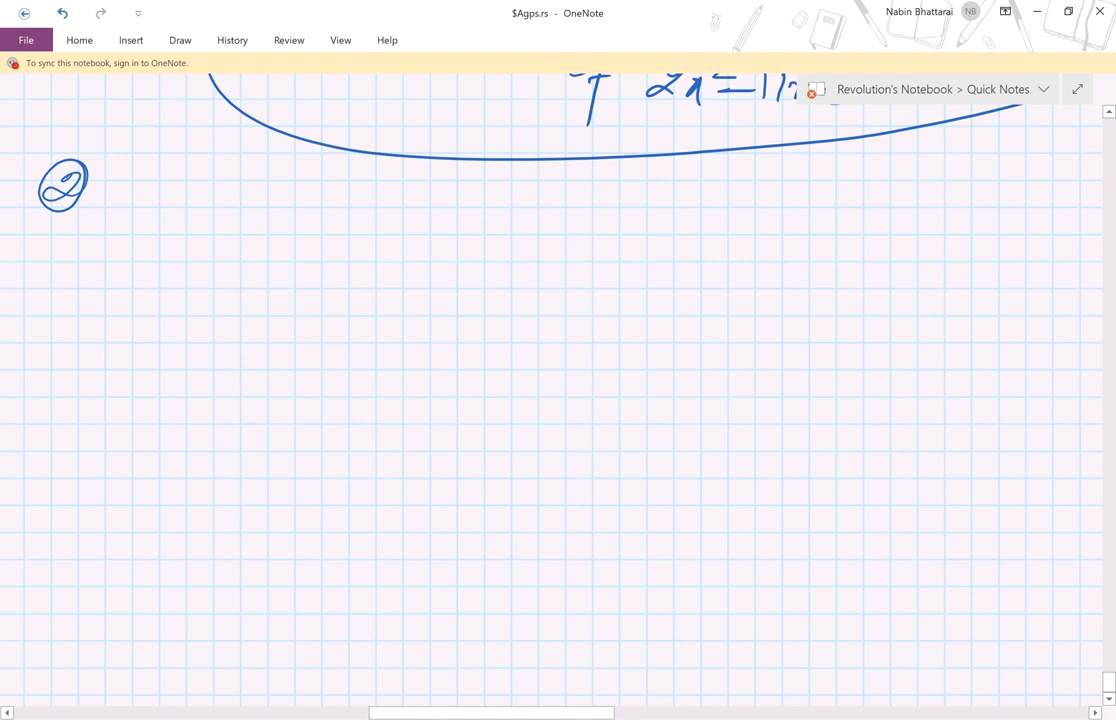 $Agps.rs - OneNote
Nabin Bhattarai NB
File Home Insert Draw History Review View Help
To sync this notebook, sign in to OneNote.
Revolution's Notebook > Quick Notes
2